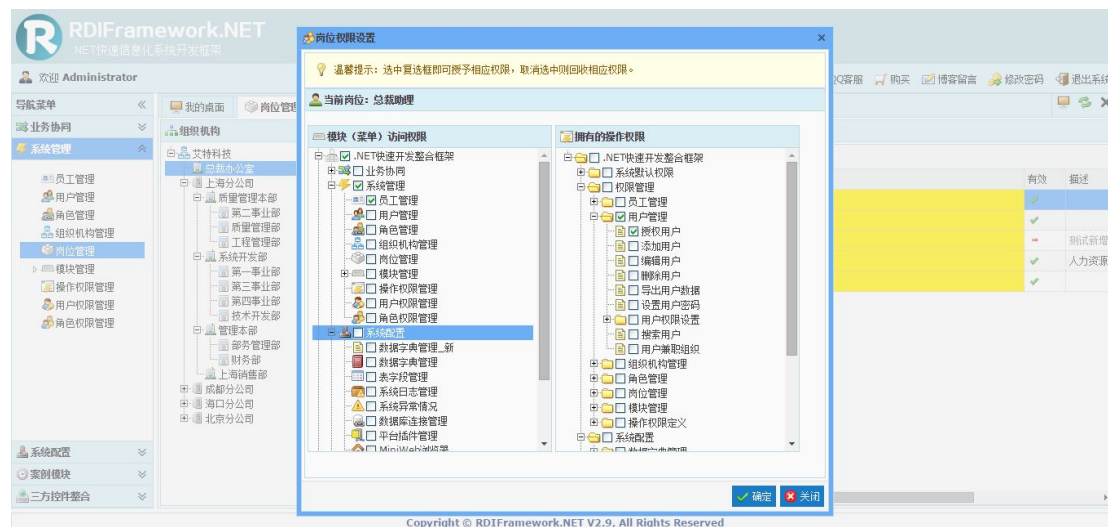 RDIFramework.NET
.NET快速信息化系统开发框架
欢迎 Administrator
QQ客服 购买 博客留言 修改密码 退出系统
导航菜单
业务协同
系统管理
员工管理
用户管理
角色管理
组织机构管理
岗位管理
模块管理
操作权限管理
用户权限管理
角色权限管理
系统配置
案例模块
三方控件整合
我的桌面 岗位管理
组织机构
艾特科技
总裁办公室
上海分公司
质量管理本部
第二事业部
质量管理部
工程管理部
系统开发部
第一事业部
第三事业部
第四事业部
技术开发部
管理本部
部务管理部
财务部
上海销售部
成都分公司
海口分公司
北京分公司
岗位权限设置
温馨提示:选中复选框即可授予相应权限,取消选中则回收相应权限。
当前岗位:总裁助理
模块(菜单)访问权限
.NET快速开发整合框架
业务协同
系统管理
员工管理
用户管理
角色管理
组织机构管理
岗位管理
模块管理
操作权限管理
用户权限管理
角色权限管理
系统配置
数据字典管理_新
数据字典管理
表字段管理
系统日志管理
系统异常情况
数据库连接管理
平台插件管理
MiniWeb浏览器
拥有的操作权限
.NET快速开发整合框架
系统默认权限
权限管理
员工管理
用户管理
授权用户
添加用户
编辑用户
删除用户
导出用户数据
设置用户密码
用户权限设置
搜索用户
用户兼职组织
组织机构管理
角色管理
岗位管理
模块管理
操作权限定义
系统配置
数据字典管理
确定 关闭
有效 描述
测试新增
人力资源
Copyright © RDIFramework.NET V2.9, All Rights Reserved